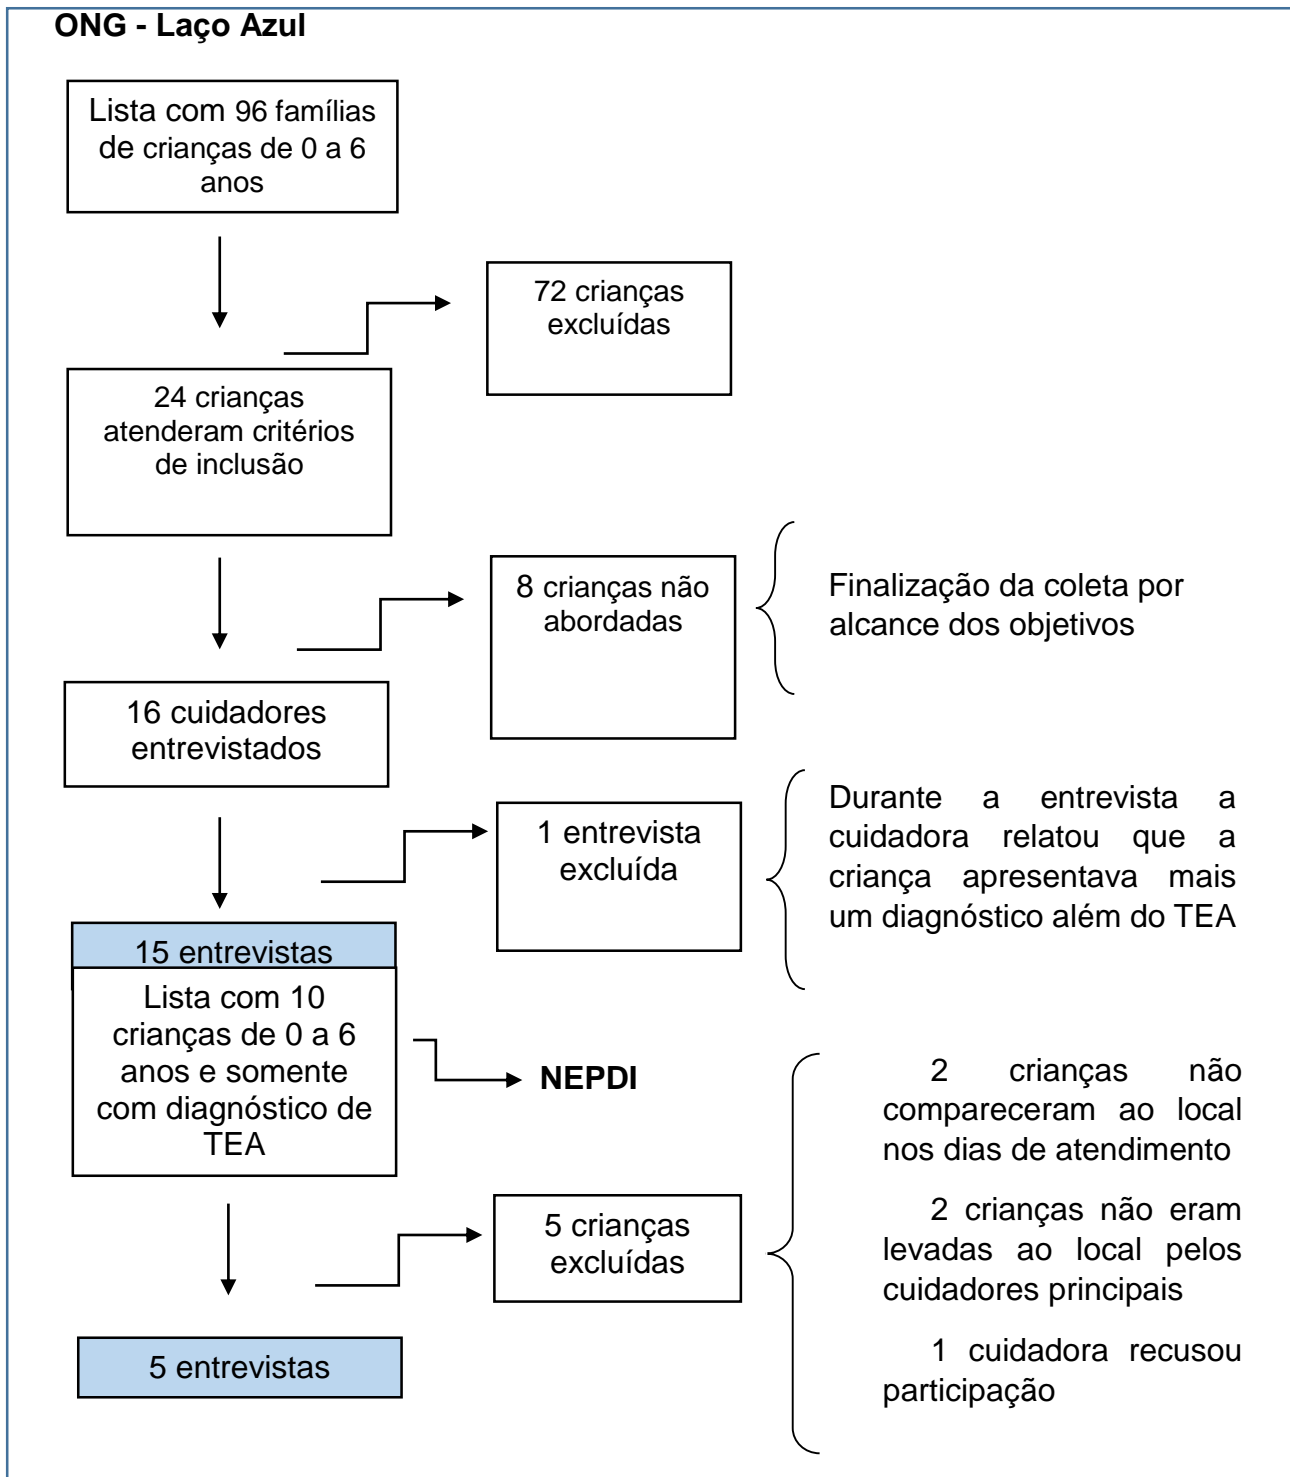 ONG - Laço Azul
Lista com 96 famílias
de crianças de 0 a 6
anos
72 crianças
excluídas
24 crianças
atenderam critérios
de inclusão
8 crianças não
abordadas
Finalização da coleta por
alcance dos objetivos
16 cuidadores
entrevistados
1 entrevista
excluída
Durante a entrevista a
cuidadora relatou que a
criança apresentava mais
um diagnóstico além do TEA
15 entrevistas
Lista com 10
crianças de 0 a 6
anos e somente
com diagnóstico de
TEA
NEPDI
5 crianças
excluídas
2 crianças não
compareceram ao local
nos dias de atendimento
2 crianças não eram
levadas ao local pelos
cuidadores principais
1 cuidadora recusou
participação
5 entrevistas